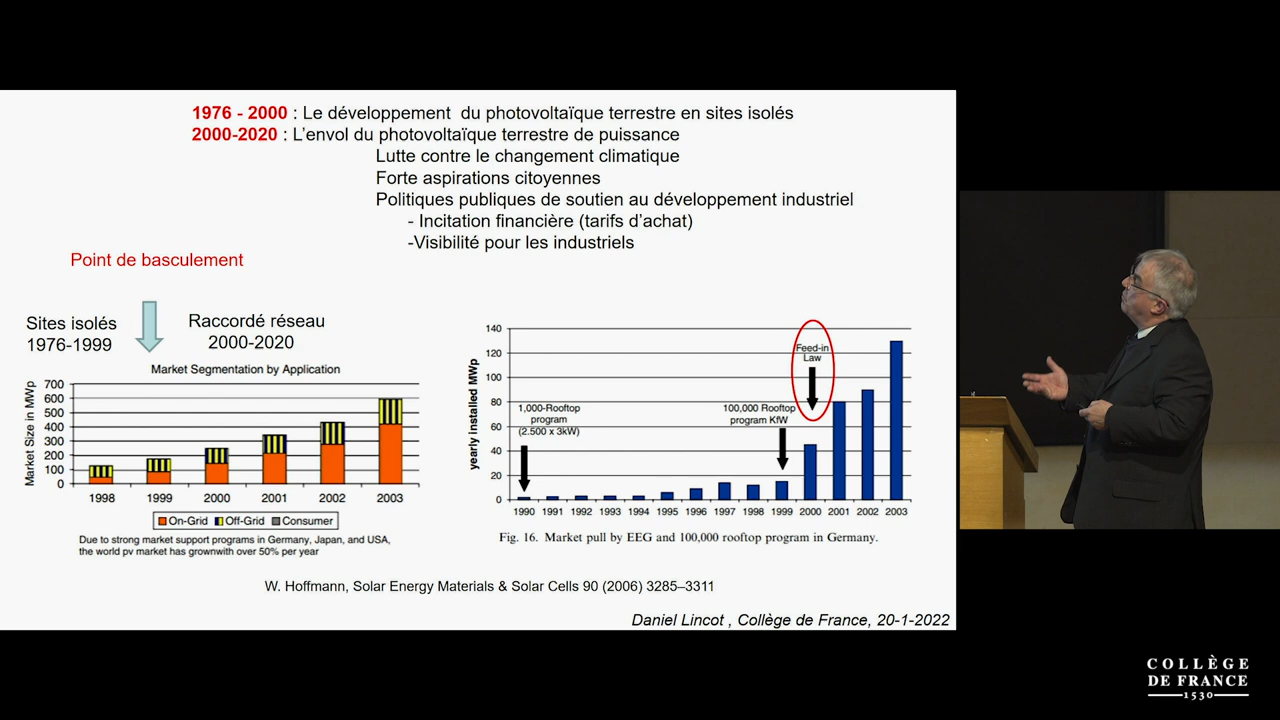 1976 - 2000 : Le développement du photovoltaïque terrestre en sites isolés
2000-2020 : L'envol du photovoltaïque terrestre de puissance
Lutte contre le changement climatique
Forte aspirations citoyennes
Politiques publiques de soutien au développement industriel
- Incitation financière (tarifs d'achat)
-Visibilité pour les industriels
Point de basculement
Sites isolés
1976-1999
Raccordé réseau
2000-2020
Market Segmentation by Application
Market Size in MWp
700
600
500
400
300
200
100
0
1998 1999 2000 2001 2002 2003
On-Grid Off-Grid Consumer
Due to strong market support programs in Germany, Japan, and USA,
the world pv market has grownwith over 50% per year
yearly installed MWp
140
120
100
80
60
40
20
0
1,000-Rooftop
program
(2.500 x 3kW)
100,000 Rooftop
program KfW
Feed-in
Law
1990 1991 1992 1993 1994 1995 1996 1997 1998 1999 2000 2001 2002 2003
Fig. 16. Market pull by EEG and 100,000 rooftop program in Germany.
W. Hoffmann, Solar Energy Materials & Solar Cells 90 (2006) 3285–3311
Daniel Lincot , Collège de France, 20-1-2022
COLLÈGE
DE FRANCE
1530